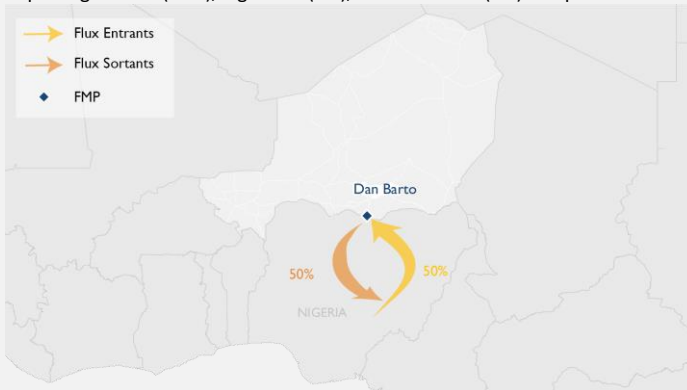 Flux Entrants
Flux Sortants
FMP
Dan Barto
50%
50%
NIGERIA